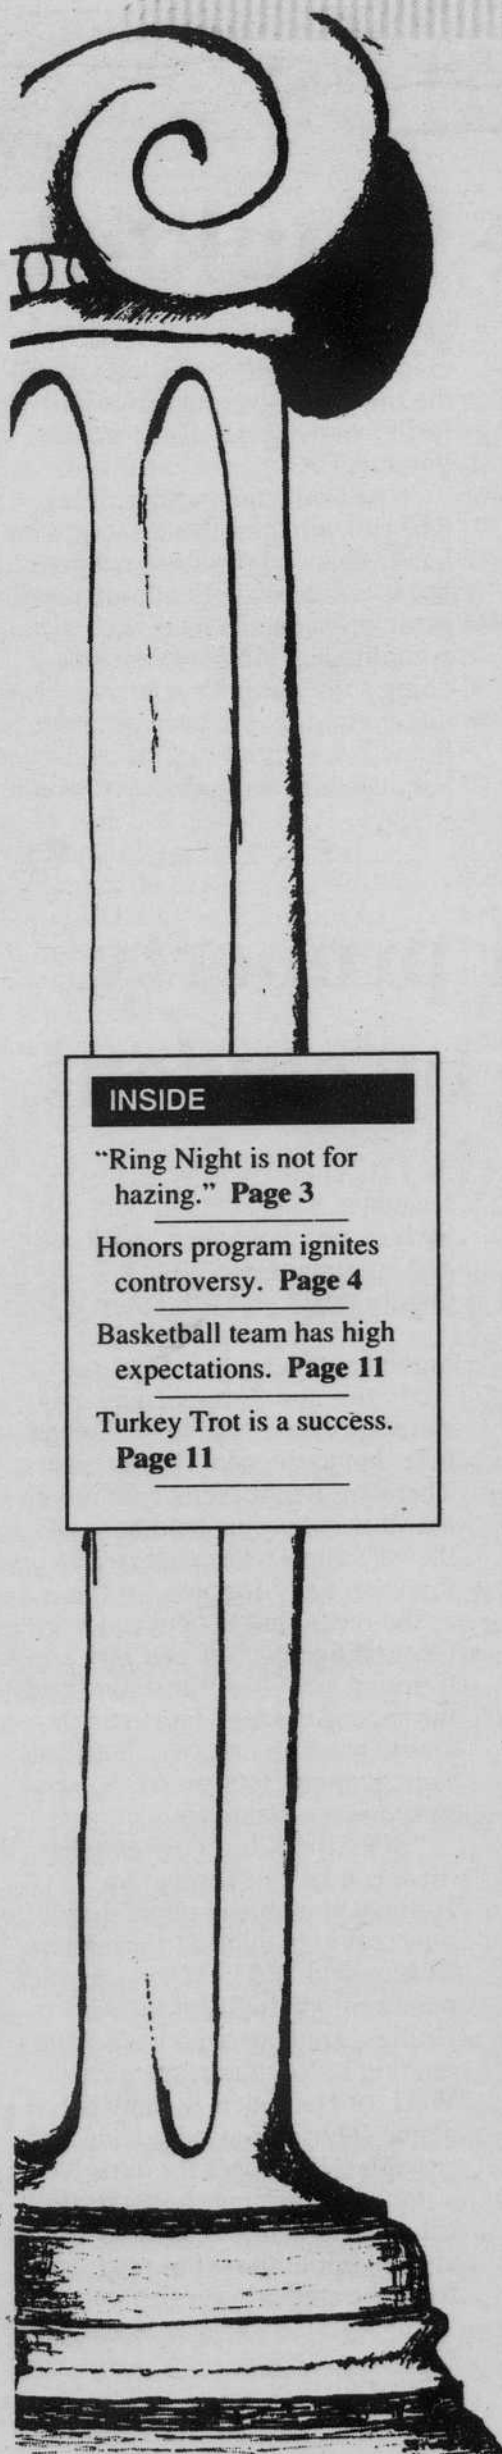 INSIDE
“Ring Night is not for
hazing.” Page 3
Honors program ignites
controversy. Page 4
Basketball team has high
expectations. Page 11
Turkey Trot is a success.
Page 11